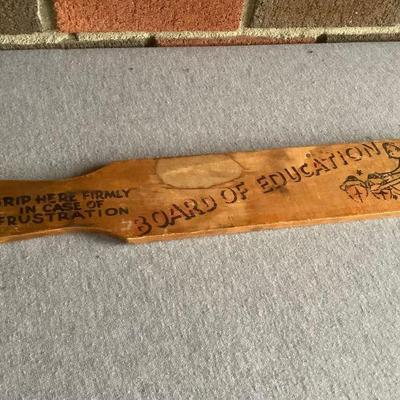 GRIP HERE FIRMLY
IN CASE OF
FRUSTRATION
BOARD OF EDUCATION